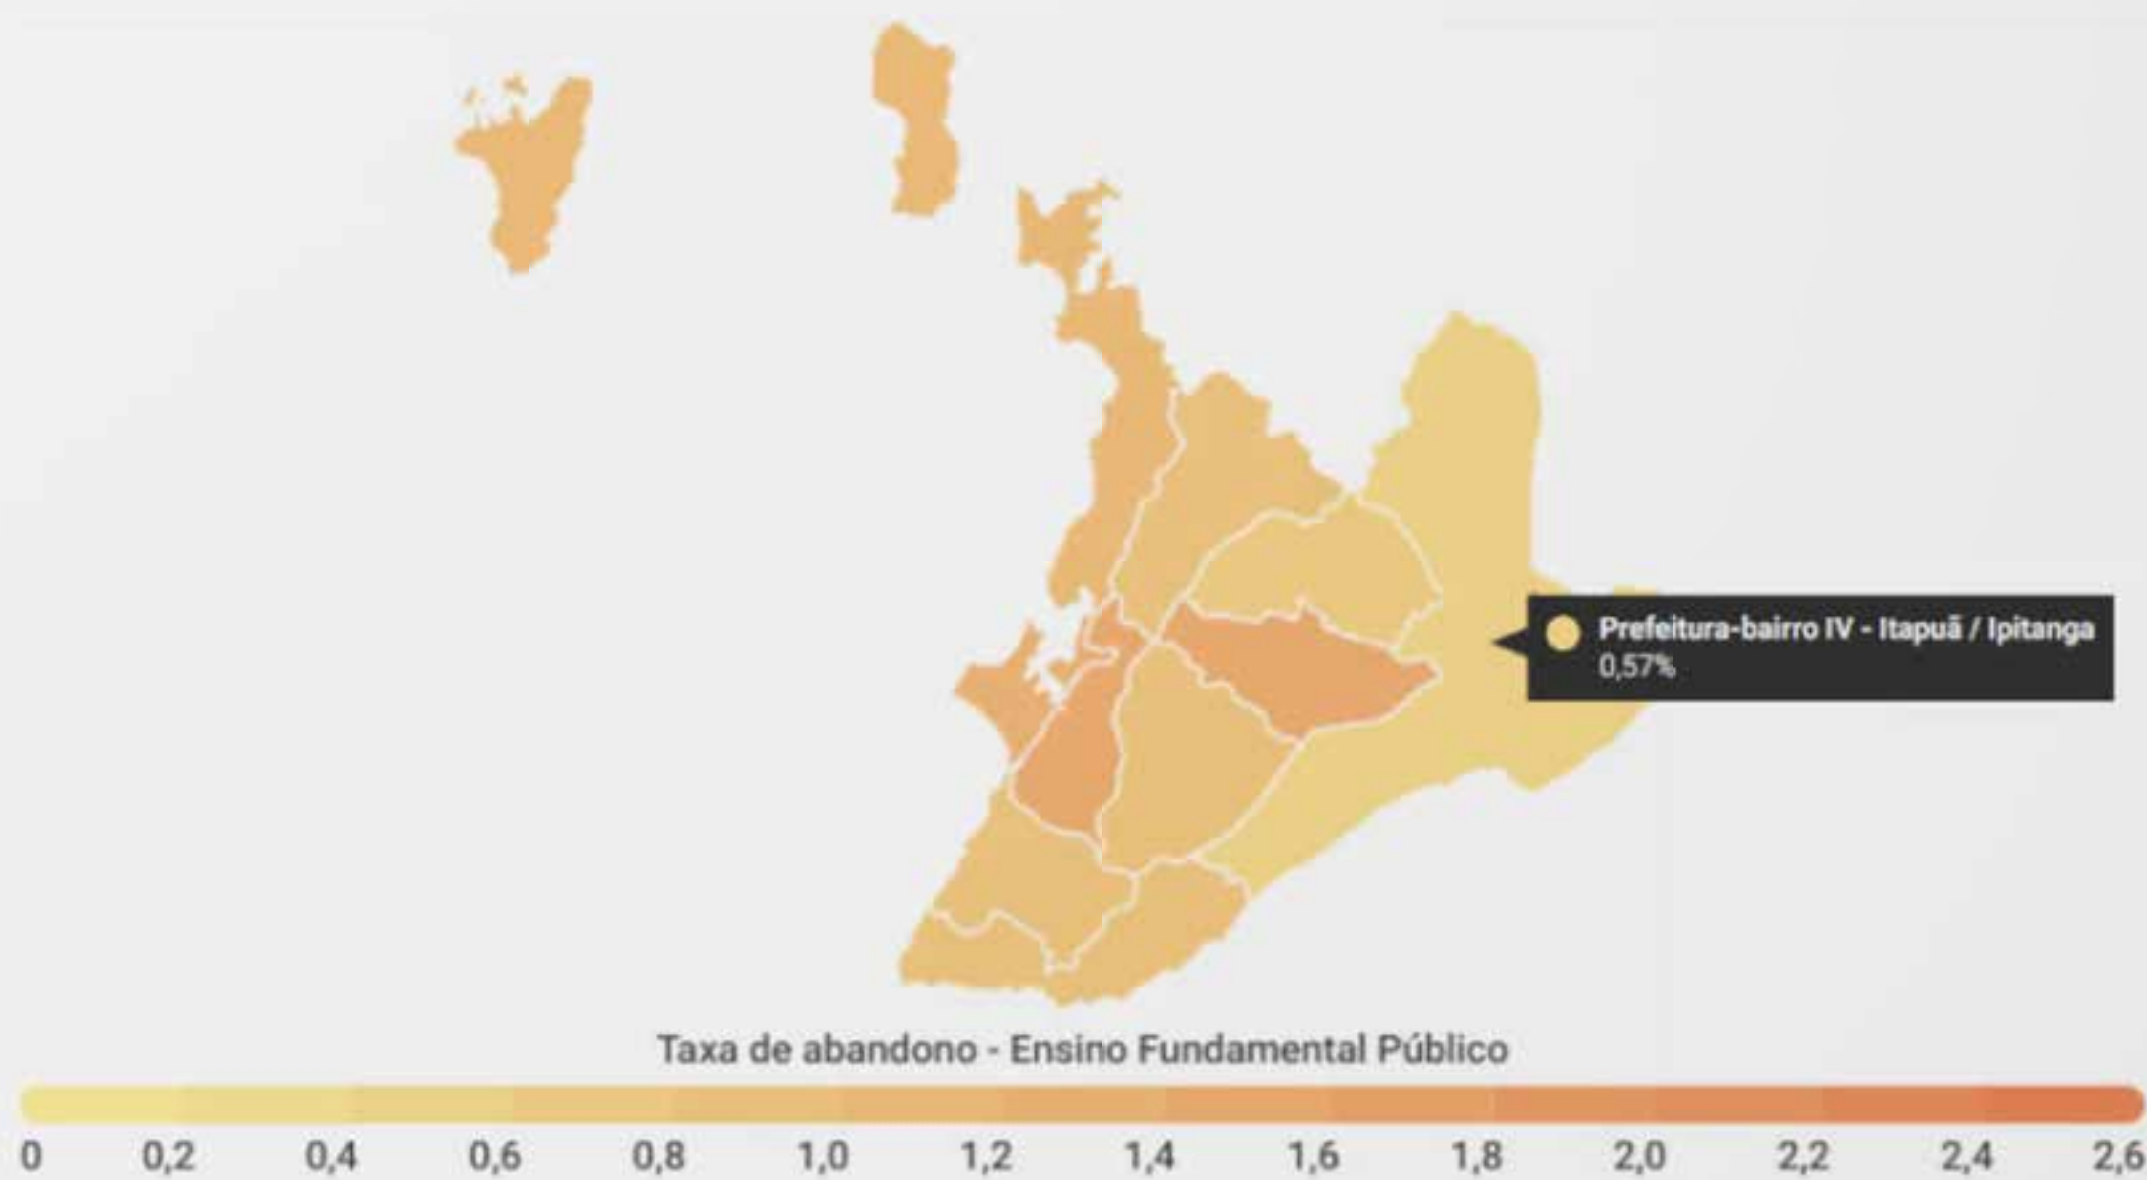 Prefeitura-bairro IV - Itapuã / Ipitanga
0,57%
Taxa de abandono - Ensino Fundamental Público
0 0,2 0,4 0,6 0,8 1,0 1,2 1,4 1,6 1,8 2,0 2,2 2,4 2,6